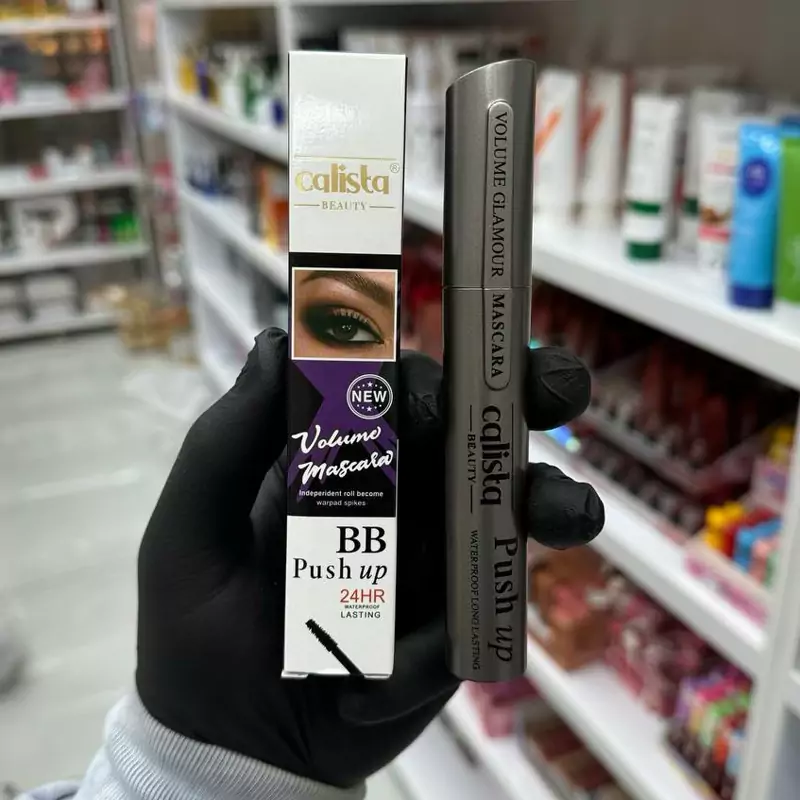 calista®
BEAUTY
NEW
Volume
Mascara
Independent roll become
warpad spikes
BB
Push up
24HR
WATERPROOF
LASTING
VOLUME GLAMOUR MASCARA
calista
BEAUTY
Push up
WATERPROOF LONG LASTING